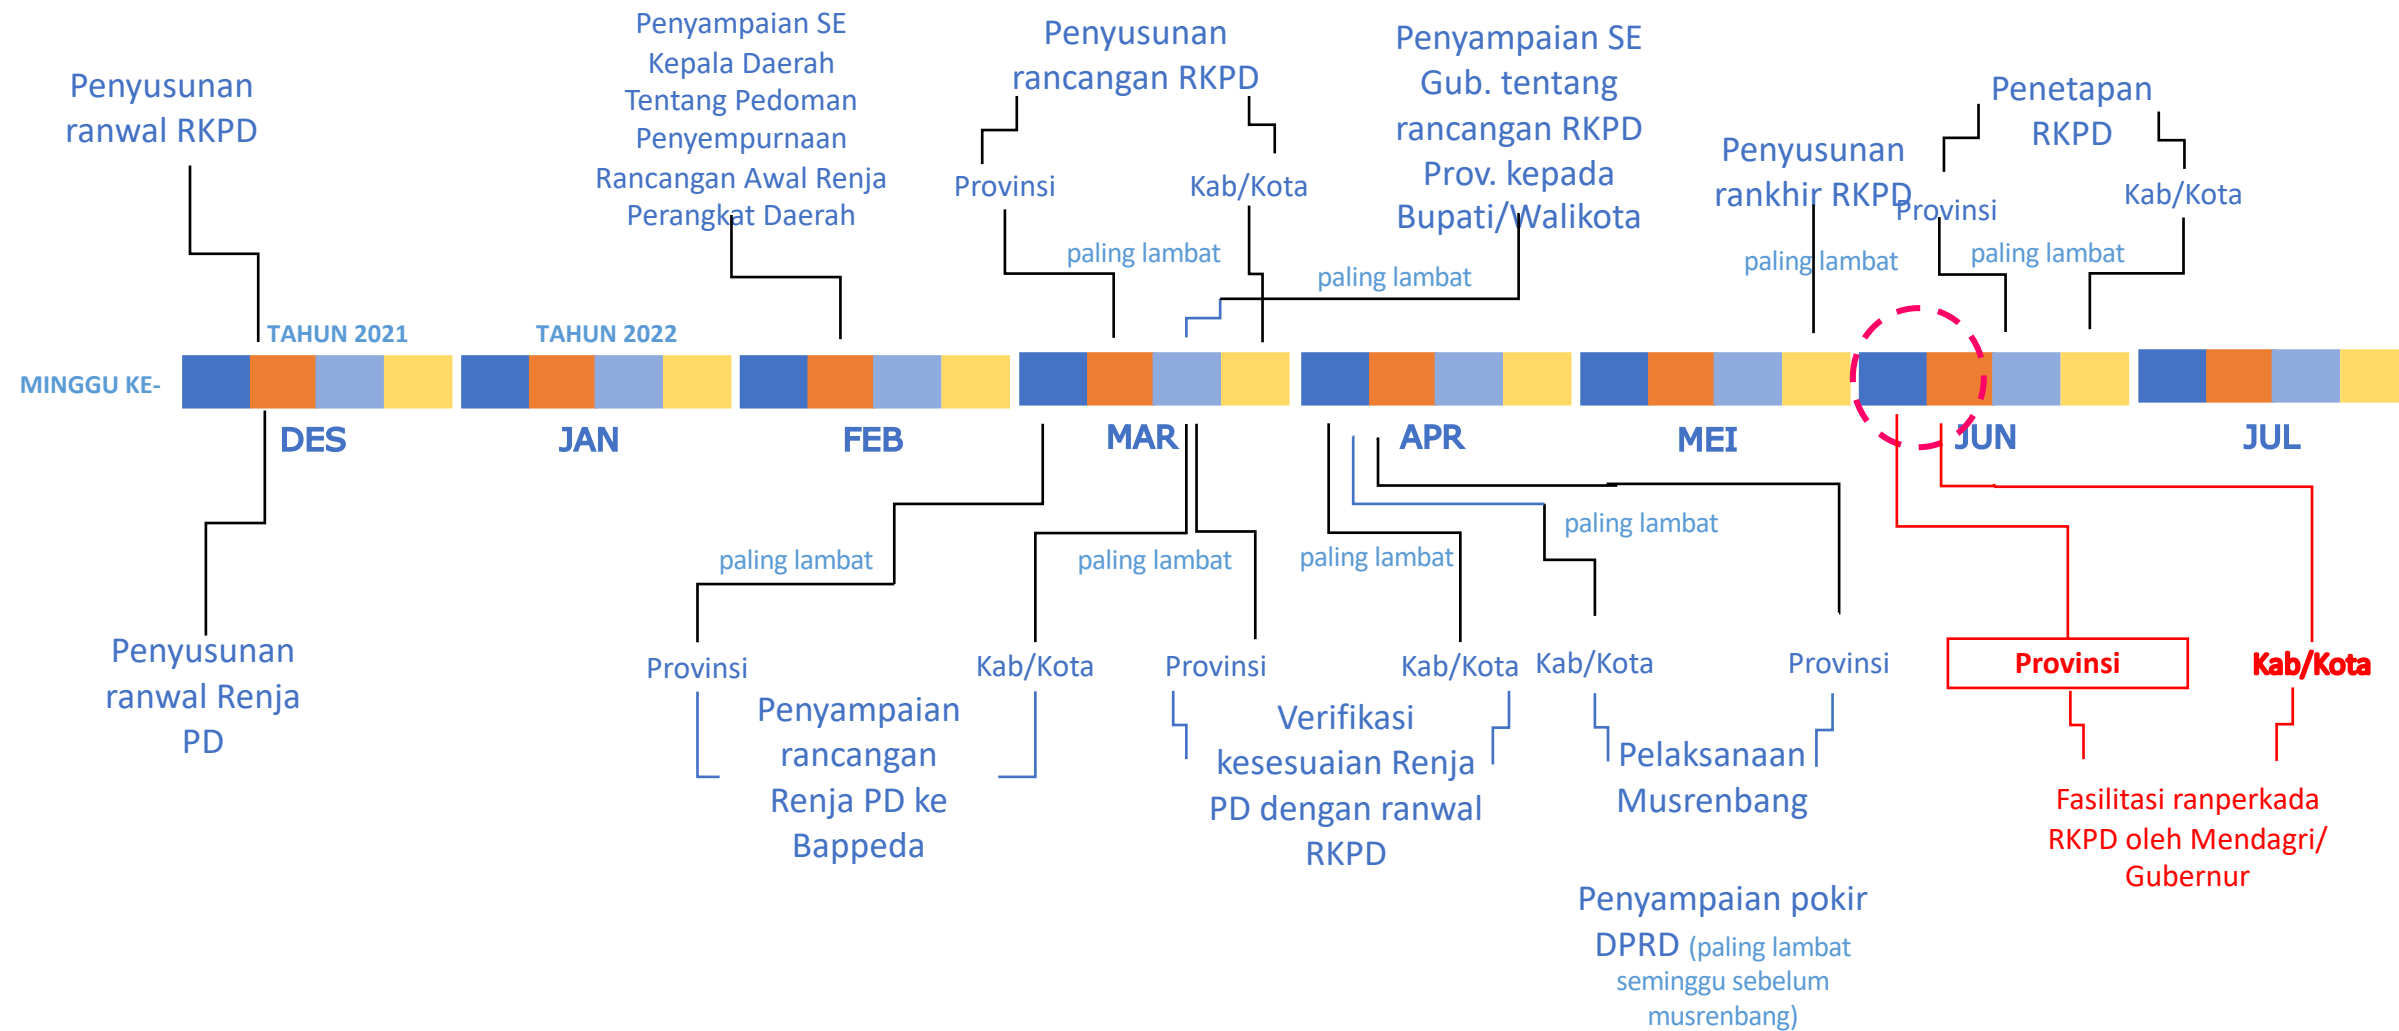 Penyusunan
ranwal RKPD
Penyampaian SE
Kepala Daerah
Tentang Pedoman
Penyempurnaan
Rancangan Awal Renja
Perangkat Daerah
Penyusunan
rancangan RKPD
Provinsi
Kab/Kota
paling lambat
Penyampaian SE
Gub. tentang
rancangan RKPD
Prov. kepada
Bupati/Walikota
paling lambat
Penyusunan
rankhir RKPD
paling lambat
Penetapan
RKPD
Provinsi
Kab/Kota
paling lambat
TAHUN 2021
TAHUN 2022
MINGGU KE-
DES
JAN
FEB
MAR
APR
MEI
JUN
JUL
Penyusunan
ranwal Renja
PD
paling lambat
Provinsi
Kab/Kota
Penyampaian
rancangan
Renja PD ke
Bappeda
paling lambat
paling lambat
Provinsi
Kab/Kota
Verifikasi
kesesuaian Renja
PD dengan ranwal
RKPD
paling lambat
Kab/Kota
Provinsi
Pelaksanaan
Musrenbang
Penyampaian pokir
DPRD (paling lambat
seminggu sebelum
musrenbang)
Provinsi
Kab/Kota
Fasilitasi ranperkada
RKPD oleh Mendagri/
Gubernur